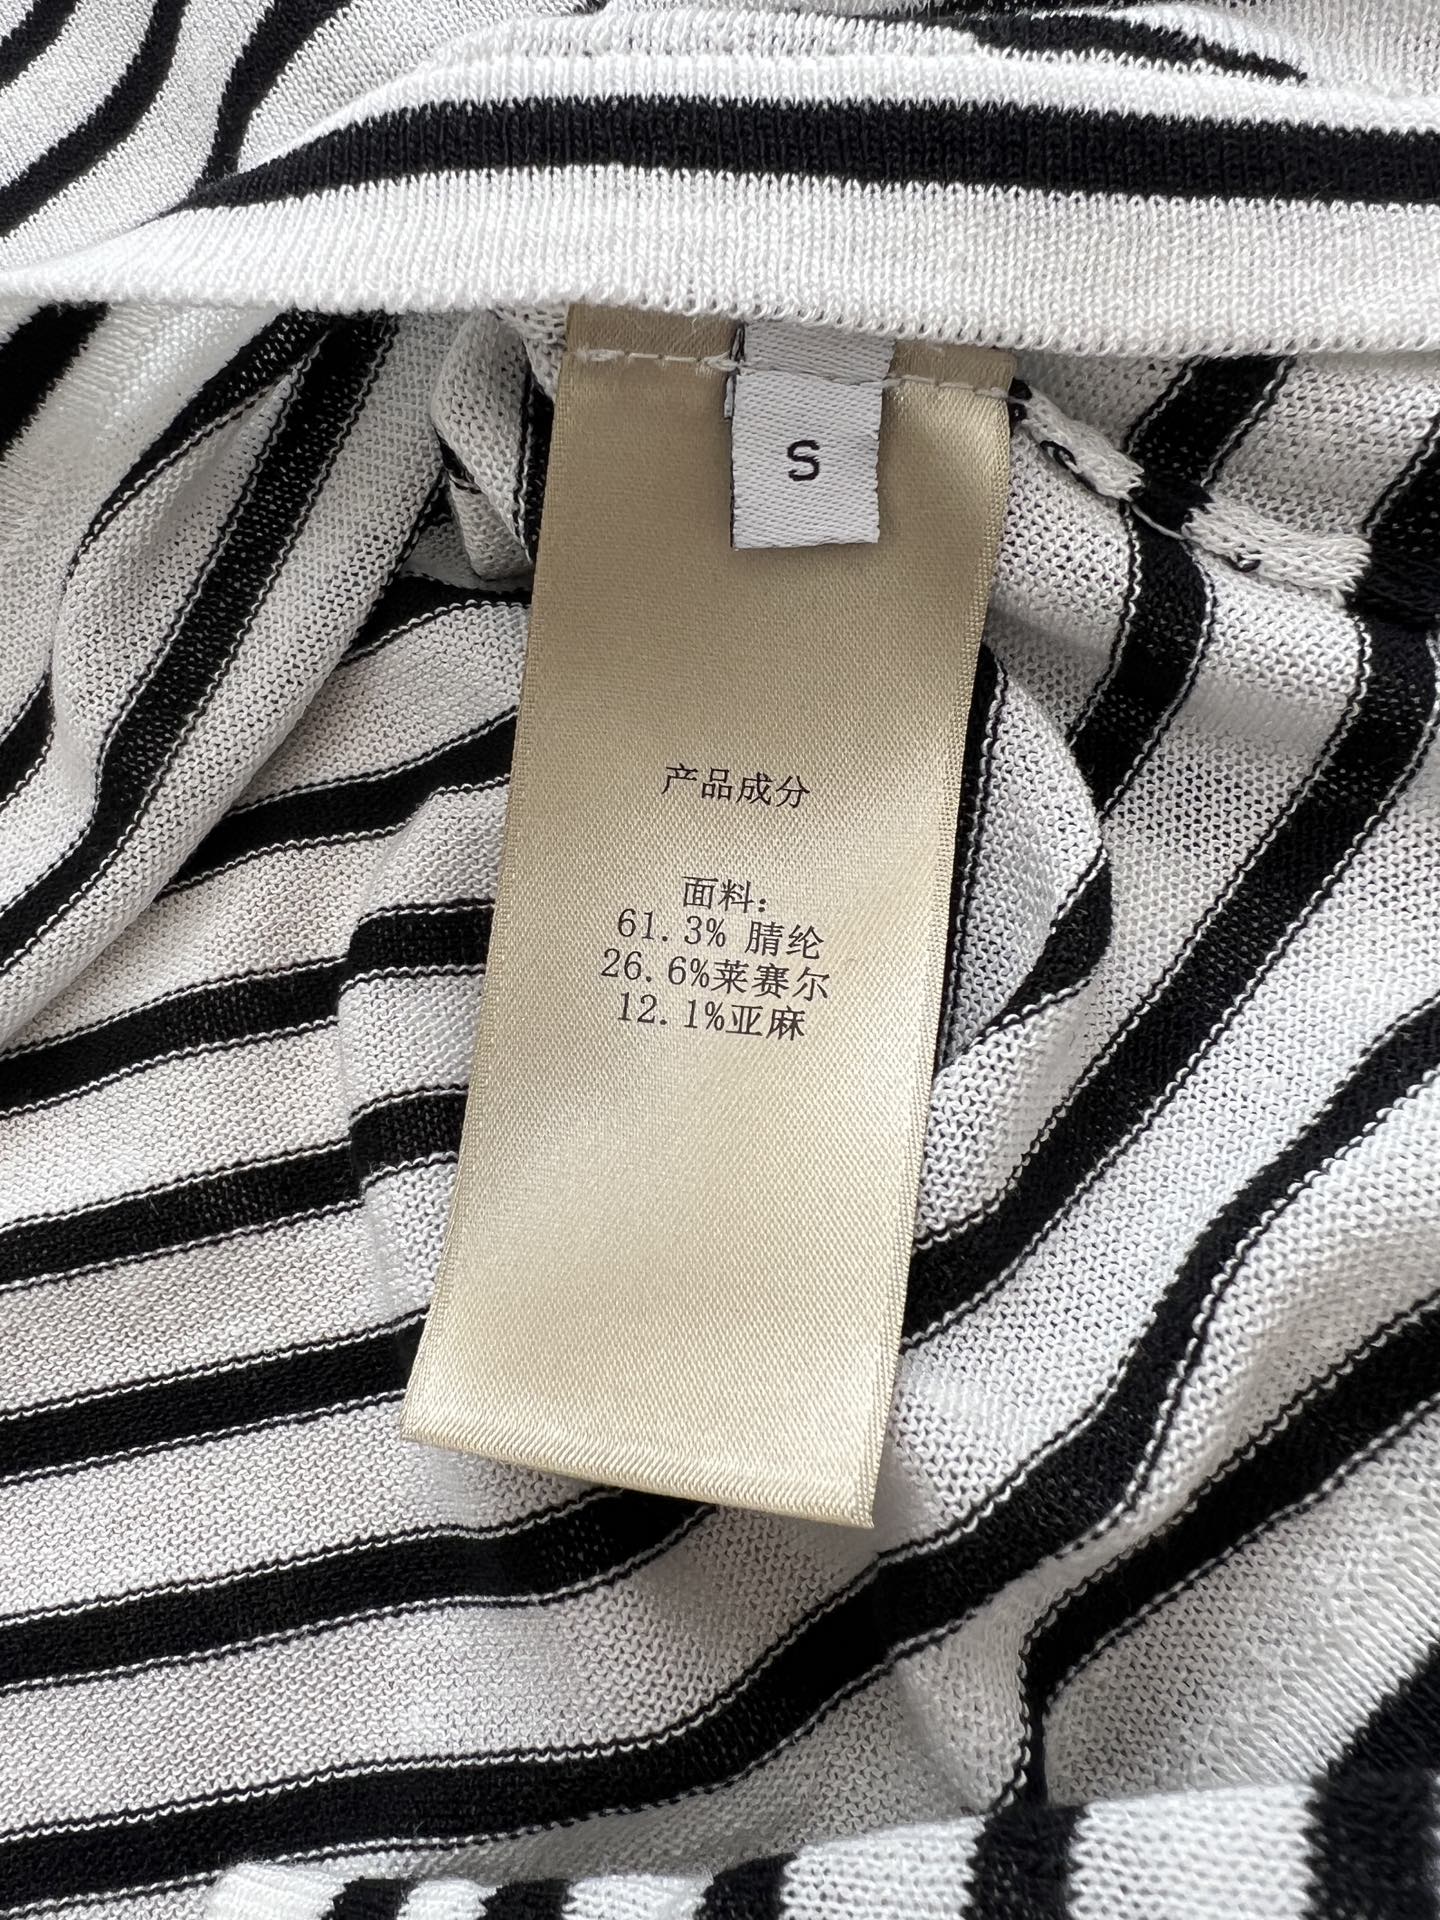 S
产品成分
面料：
61.3% 腈纶
26.6%莱赛尔
12.1%亚麻